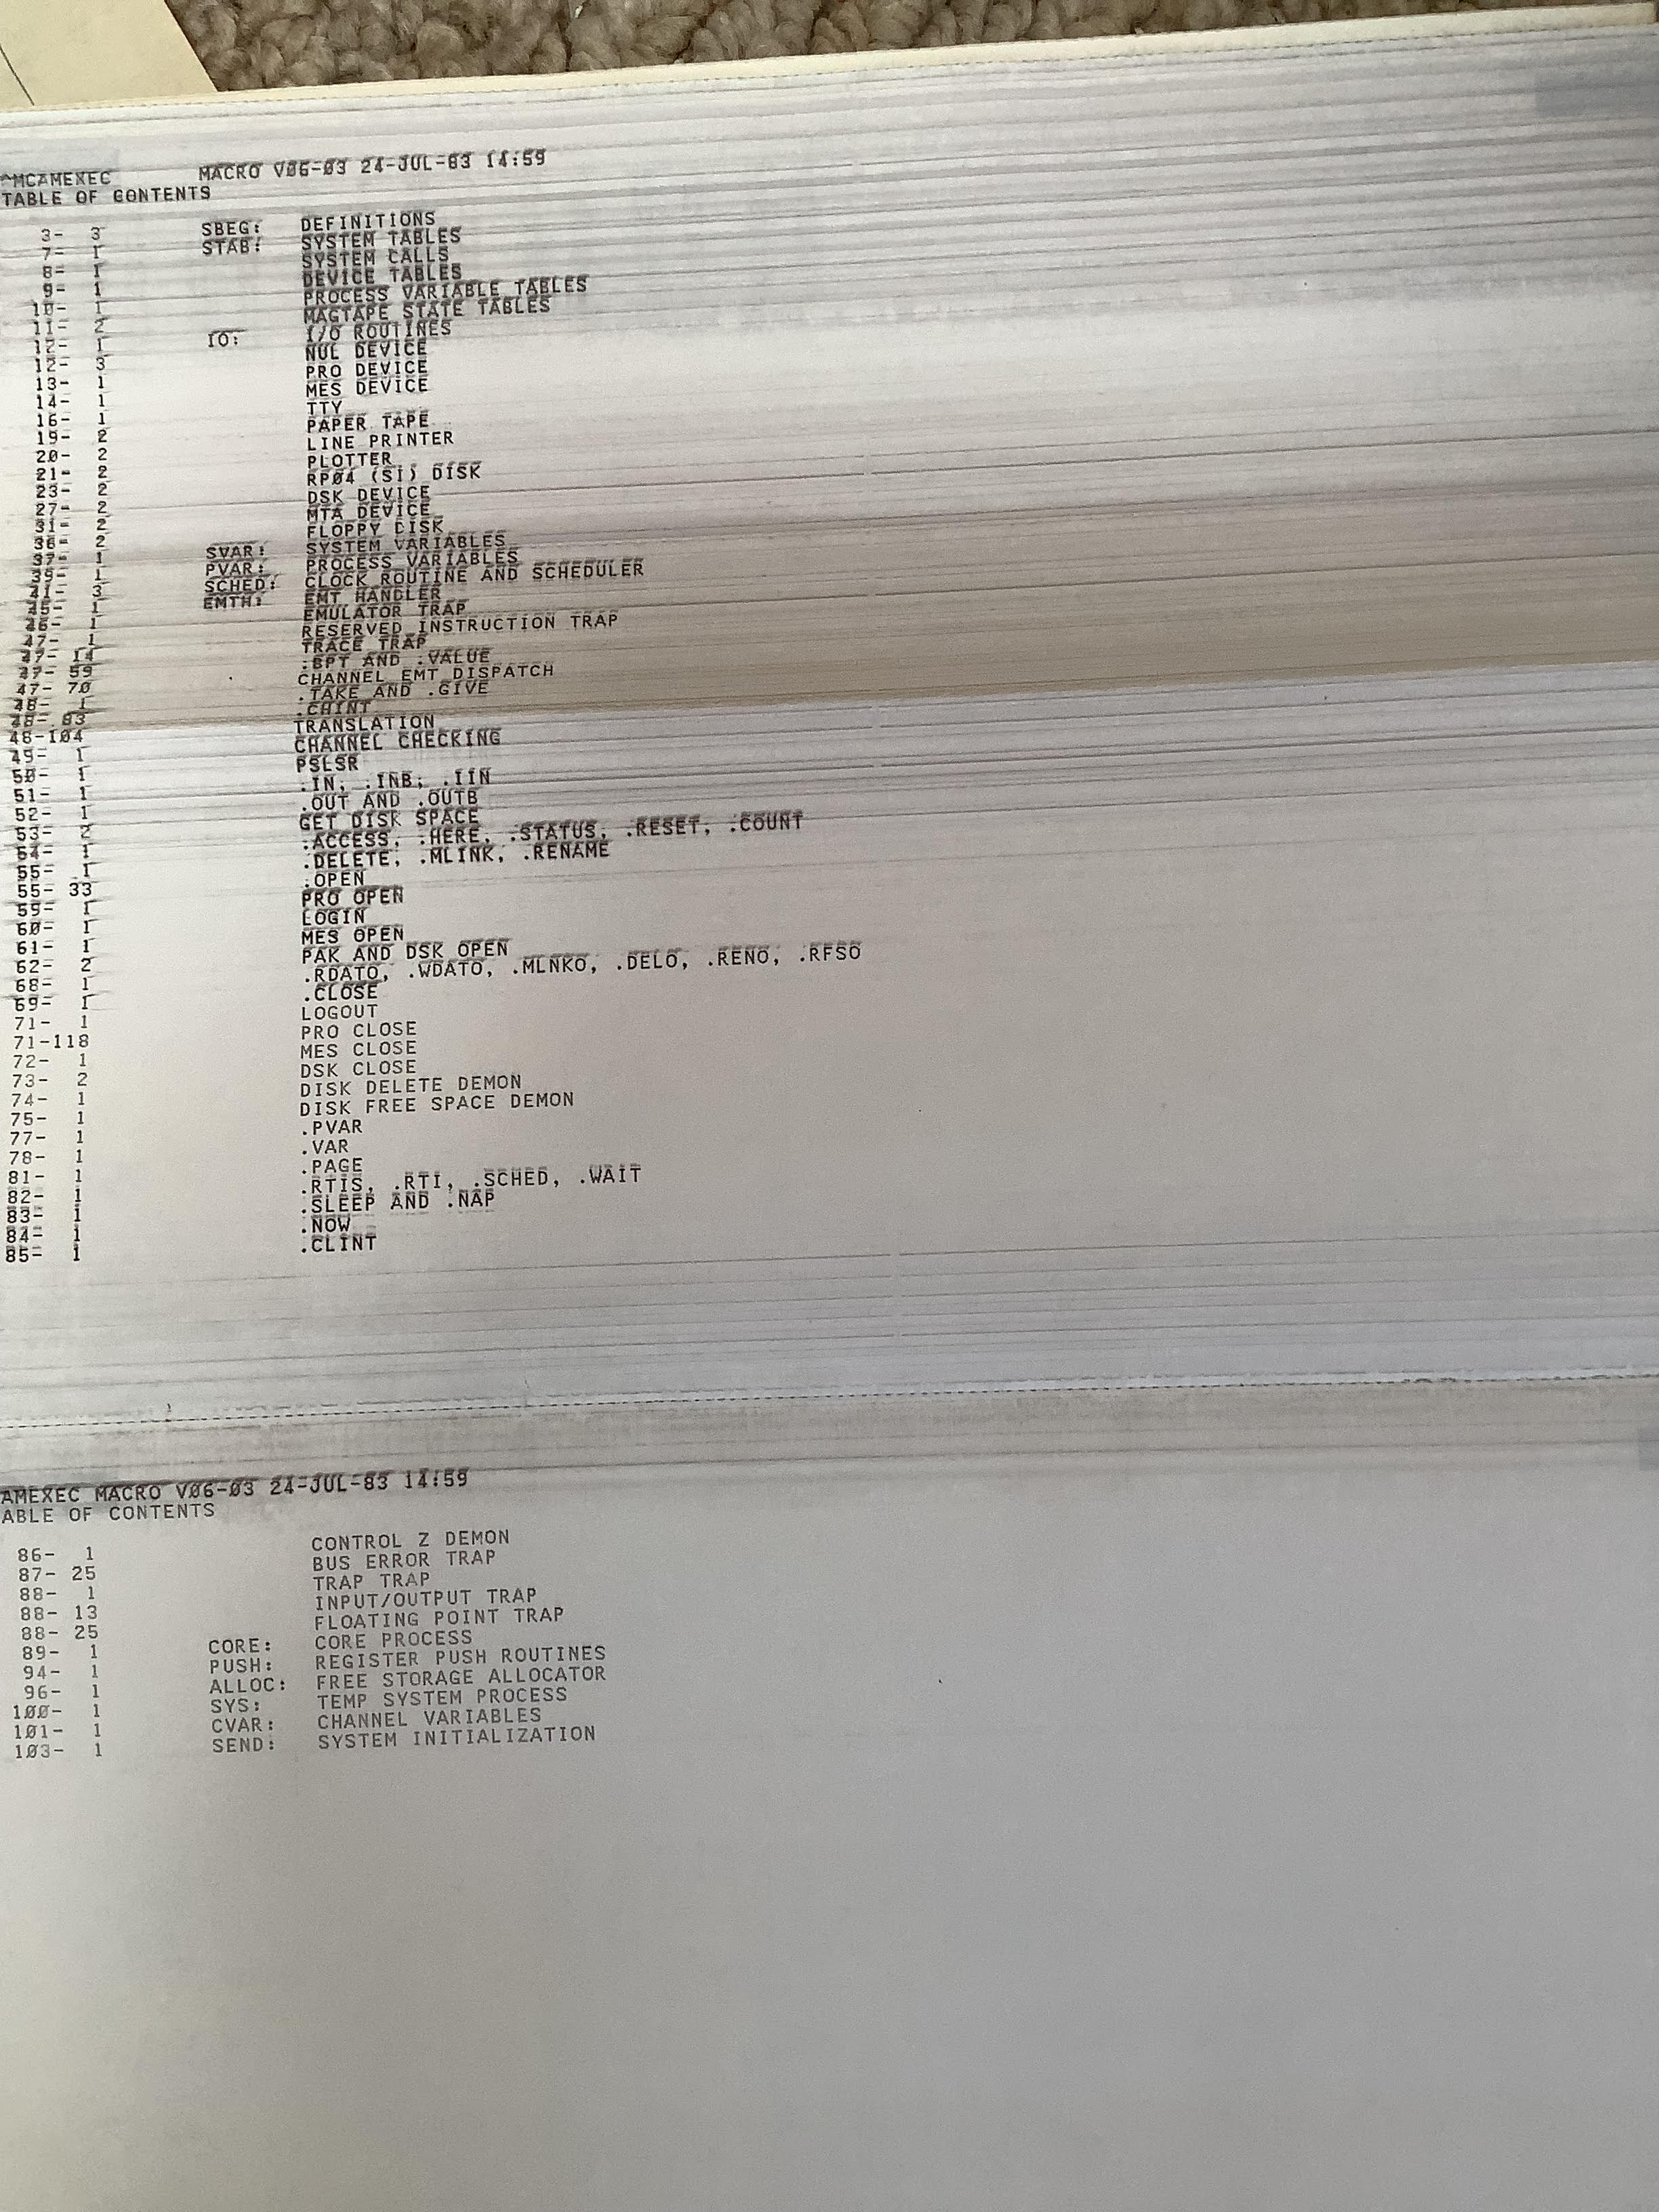 ^MCAMEXEC MACRO V06-03 24-JUL-83 14:59
TABLE OF CONTENTS
3- 3 SBEG: DEFINITIONS
7- 1 STAB: SYSTEM TABLES
8- 1 SYSTEM CALLS
9- 1 DEVICE TABLES
10- 1 PROCESS VARIABLE TABLES
11- 2 MAGTAPE STATE TABLES
12- 1 IO: I/O ROUTINES
12- 3 NUL DEVICE
13- 1 PRO DEVICE
14- 1 MES DEVICE
16- 1 TTY
19- 2 PAPER TAPE
20- 2 LINE PRINTER
21- 2 PLOTTER
23- 2 RP04 (SI) DISK
27- 2 DSK DEVICE
31- 2 MTA DEVICE
36- 2 FLOPPY DISK
37- 1 SVAR: SYSTEM VARIABLES
39- 1 PVAR: PROCESS VARIABLES
41- 3 SCHED: CLOCK ROUTINE AND SCHEDULER
45- 1 EMTH: EMT HANDLER
46- 1 EMULATOR TRAP
47- 1 RESERVED INSTRUCTION TRAP
47- 14 TRACE TRAP
47- 59 .BPT AND .VALUE
47- 70 CHANNEL EMT DISPATCH
48- 1 .TAKE AND .GIVE
48- 83 .CHINT
48-104 TRANSLATION
49- 1 CHANNEL CHECKING
50- 1 PSLSR
51- 1 .IN, .INB, .IIN
52- 1 .OUT AND .OUTB
53- 2 GET DISK SPACE
54- 1 .ACCESS, .HERE, .STATUS, .RESET, .COUNT
55- 1 .DELETE, .MLINK, .RENAME
55- 33 .OPEN
59- 1 PRO OPEN
60- 1 LOGIN
61- 1 MES OPEN
62- 2 PAK AND DSK OPEN
68- 1 .RDATO, .WDATO, .MLNKO, .DELO, .RENO, .RFSO
69- 1 .CLOSE
71- 1 LOGOUT
71-118 PRO CLOSE
72- 1 MES CLOSE
73- 2 DSK CLOSE
74- 1 DISK DELETE DEMON
75- 1 DISK FREE SPACE DEMON
77- 1 .PVAR
78- 1 .VAR
81- 1 .PAGE
82- 1 .RTIS, .RTI, .SCHED, .WAIT
83- 1 .SLEEP AND .NAP
84- 1 .NOW
85- 1 .CLINT
AMEXEC MACRO V06-03 24-JUL-83 14:59
ABLE OF CONTENTS
86- 1 CONTROL Z DEMON
87- 25 BUS ERROR TRAP
88- 1 TRAP TRAP
88- 13 INPUT/OUTPUT TRAP
88- 25 FLOATING POINT TRAP
89- 1 CORE: CORE PROCESS
94- 1 PUSH: REGISTER PUSH ROUTINES
96- 1 ALLOC: FREE STORAGE ALLOCATOR
100- 1 SYS: TEMP SYSTEM PROCESS
101- 1 CVAR: CHANNEL VARIABLES
103- 1 SEND: SYSTEM INITIALIZATION